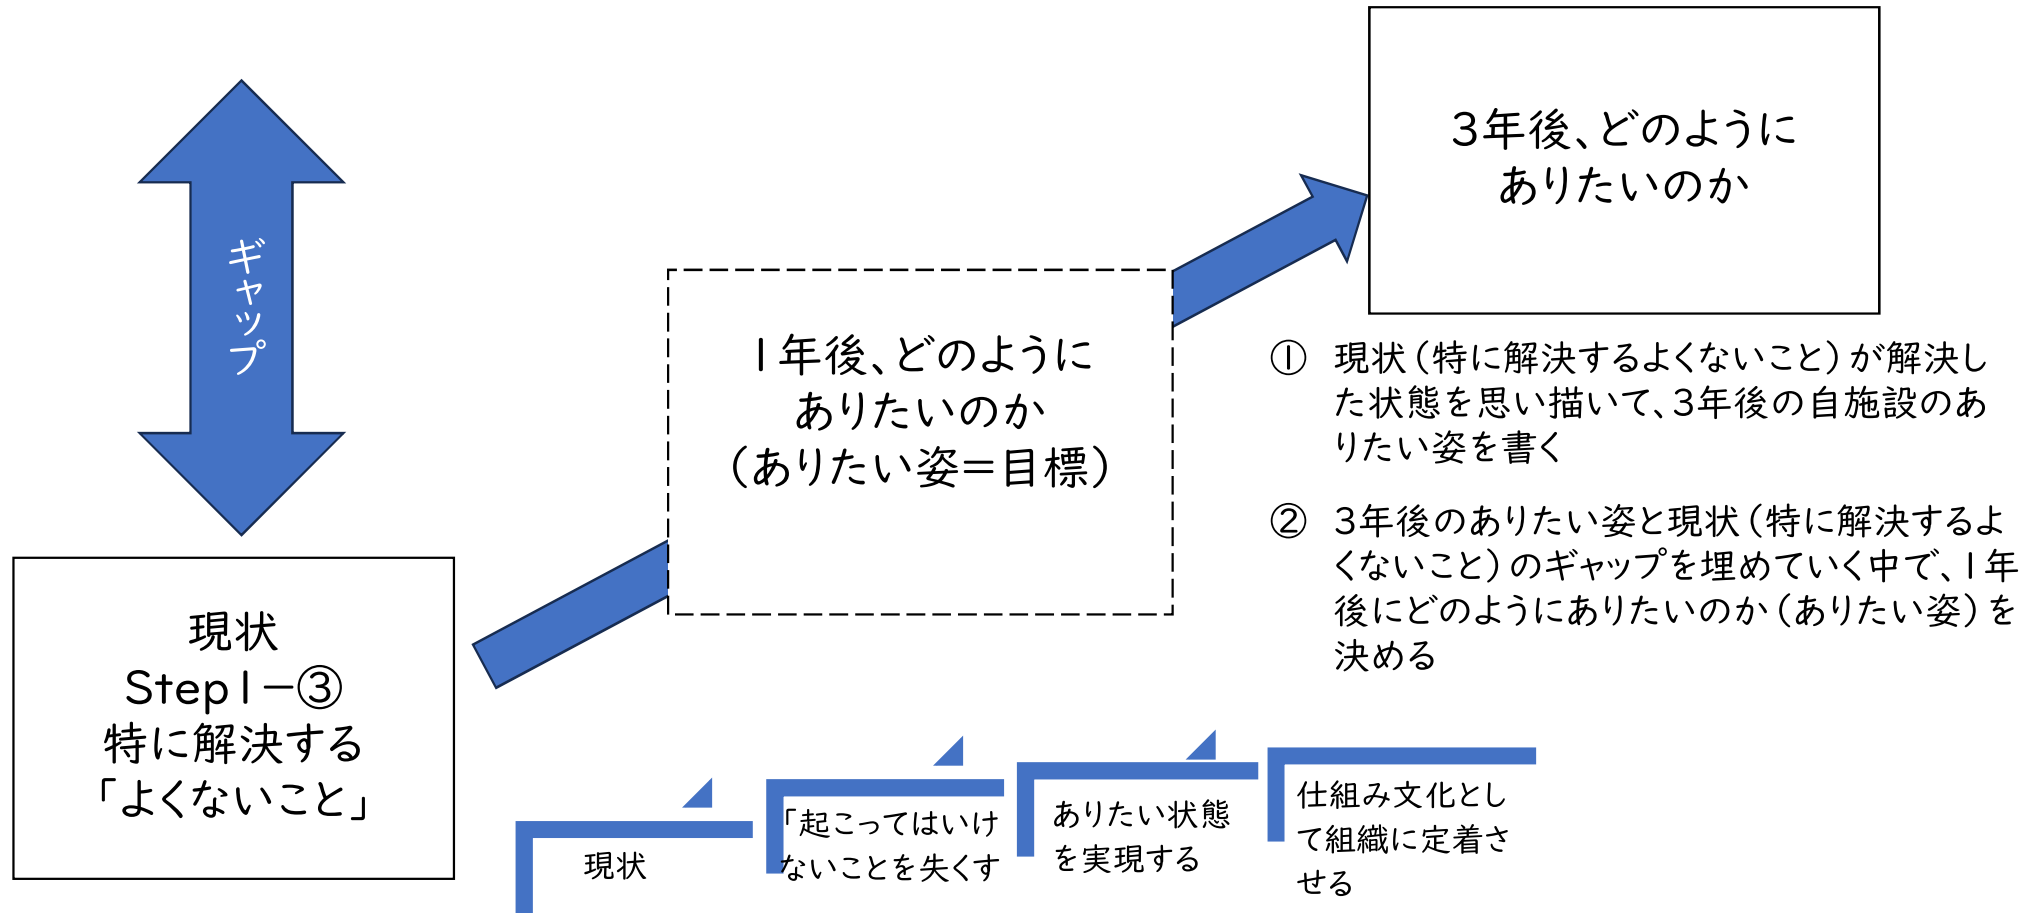 ギャップ
3年後、どのように
ありたいのか
1年後、どのように
ありたいのか
（ありたい姿＝目標）
① 現状（特に解決するよくないこと）が解決し
た状態を思い描いて、3年後の自施設のあ
りたい姿を書く
② 3年後のありたい姿と現状（特に解決するよ
くないこと）のギャップを埋めていく中で、1年
後にどのようにありたいのか（ありたい姿）を
決める
現状
Step1－③
特に解決する
「よくないこと」
現状
「起こってはいけ
ないことを失くす
ありたい状態
を実現する
仕組み文化とし
て組織に定着さ
せる